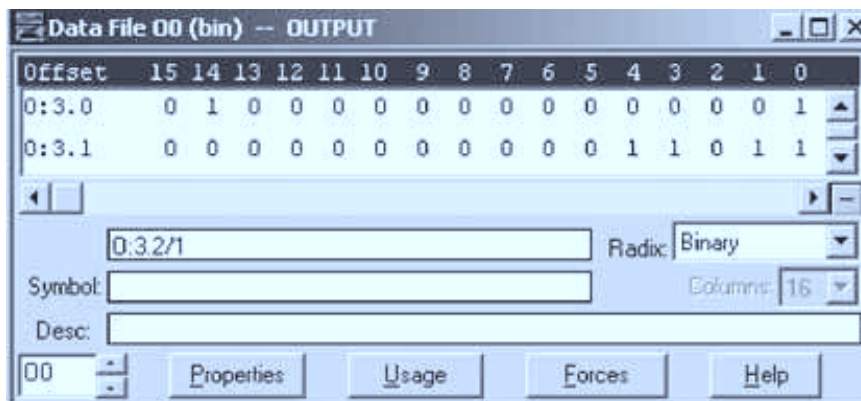 Data File O0 (bin) -- OUTPUT
Offset 15 14 13 12 11 10 9 8 7 6 5 4 3 2 1 0
O:3.0 0 1 0 0 0 0 0 0 0 0 0 0 0 0 0 1
O:3.1 0 0 0 0 0 0 0 0 0 0 0 1 1 0 1 1
O:3.2/1 Radix: Binary
Symbol: Columns: 16
Desc:
O0 Properties Usage Forces Help